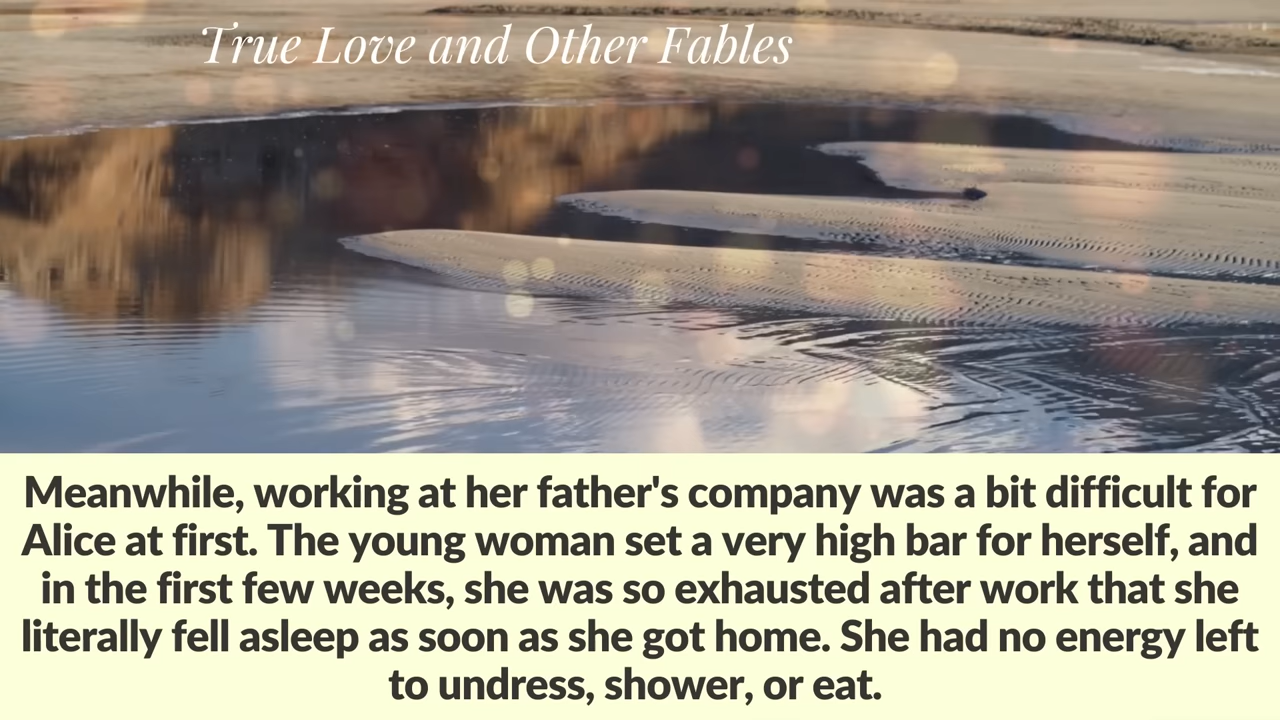 True Love and Other Fables
Meanwhile, working at her father's company was a bit difficult for
Alice at first. The young woman set a very high bar for herself, and
in the first few weeks, she was so exhausted after work that she
literally fell asleep as soon as she got home. She had no energy left
to undress, shower, or eat.